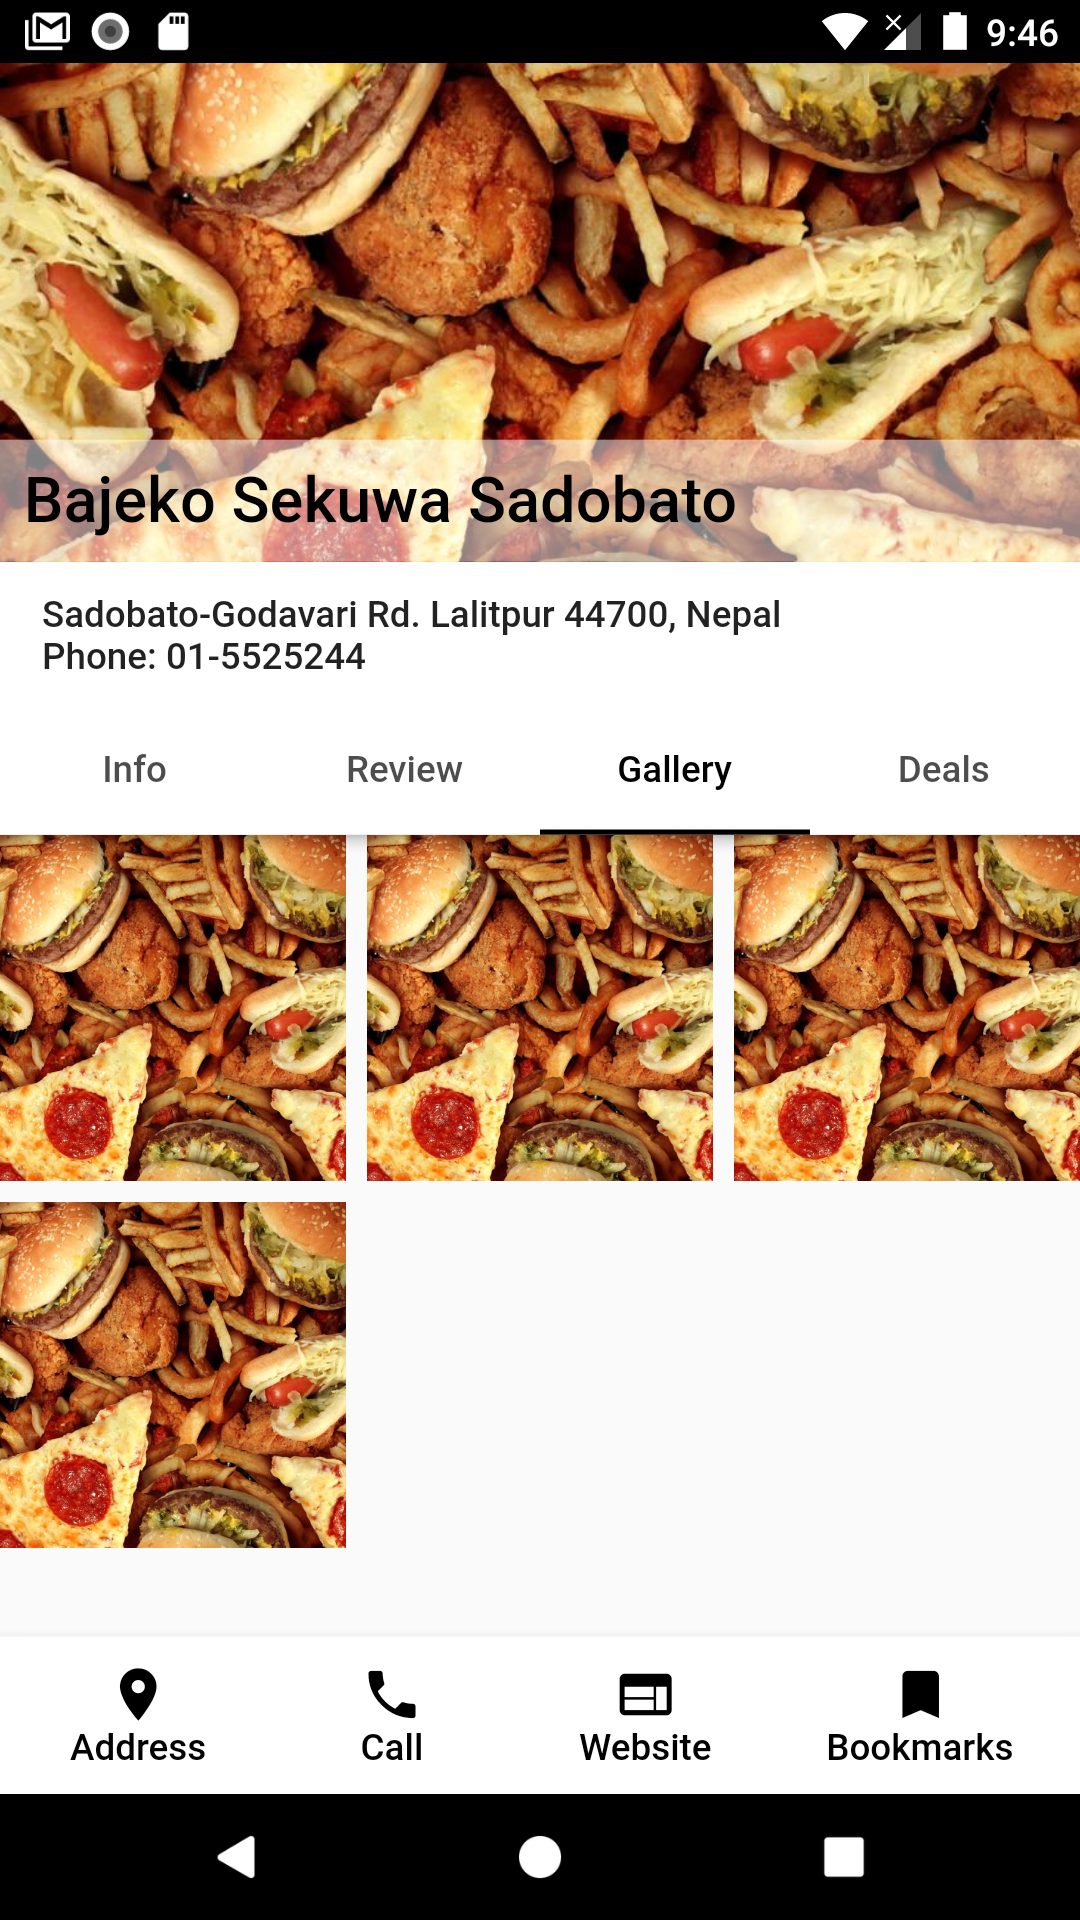 9:46
Bajeko Sekuwa Sadobato
Sadobato-Godavari Rd. Lalitpur 44700, Nepal
Phone: 01-5525244
Info Review Gallery Deals
Address Call Website Bookmarks